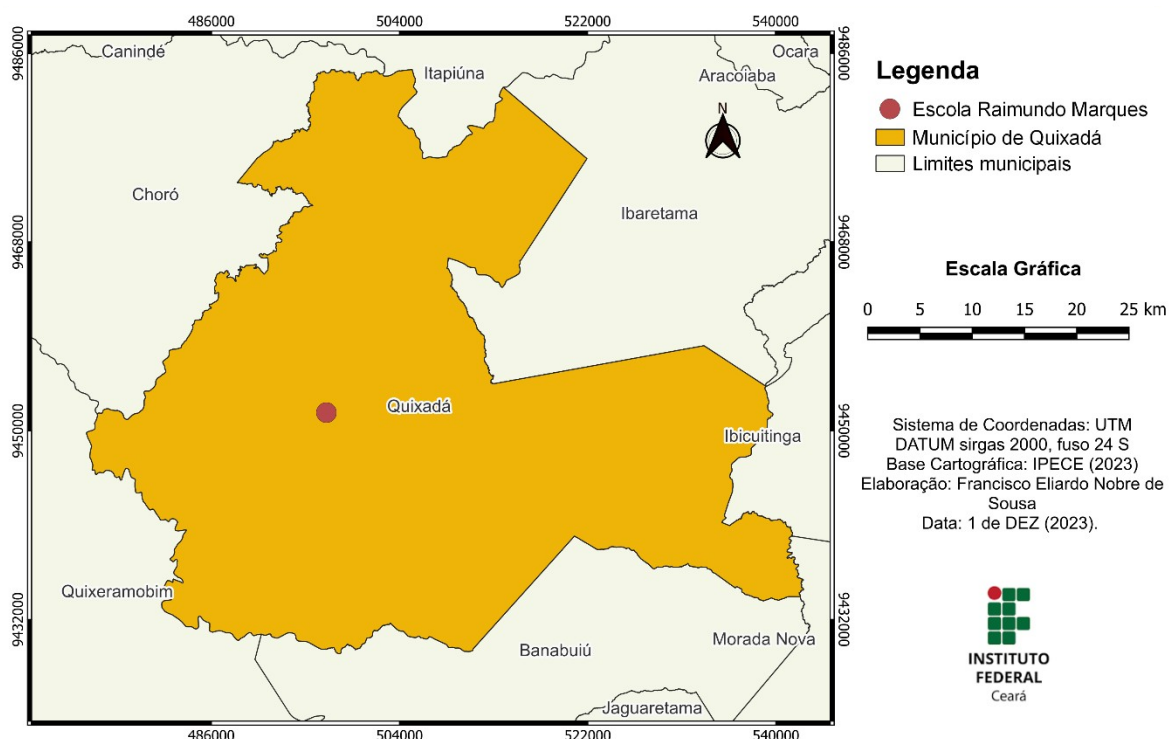 486000 504000 522000 540000
9486000 9486000
Canindé
Ocara
Itapiúna
Aracoiaba
N
Choró
Ibaretama
9468000 9468000
Quixadá
9450000 9450000
Ibicuitinga
Quixeramobim
9432000 9432000
Banabuiú
Morada Nova
Jaguaretama
486000 504000 522000 540000
Legenda
Escola Raimundo Marques
Município de Quixadá
Limites municipais
Escala Gráfica
0 5 10 15 20 25 km
Sistema de Coordenadas: UTM
DATUM sirgas 2000, fuso 24 S
Base Cartográfica: IPECE (2023)
Elaboração: Francisco Eliardo Nobre de
Sousa
Data: 1 de DEZ (2023).
INSTITUTO
FEDERAL
Ceará